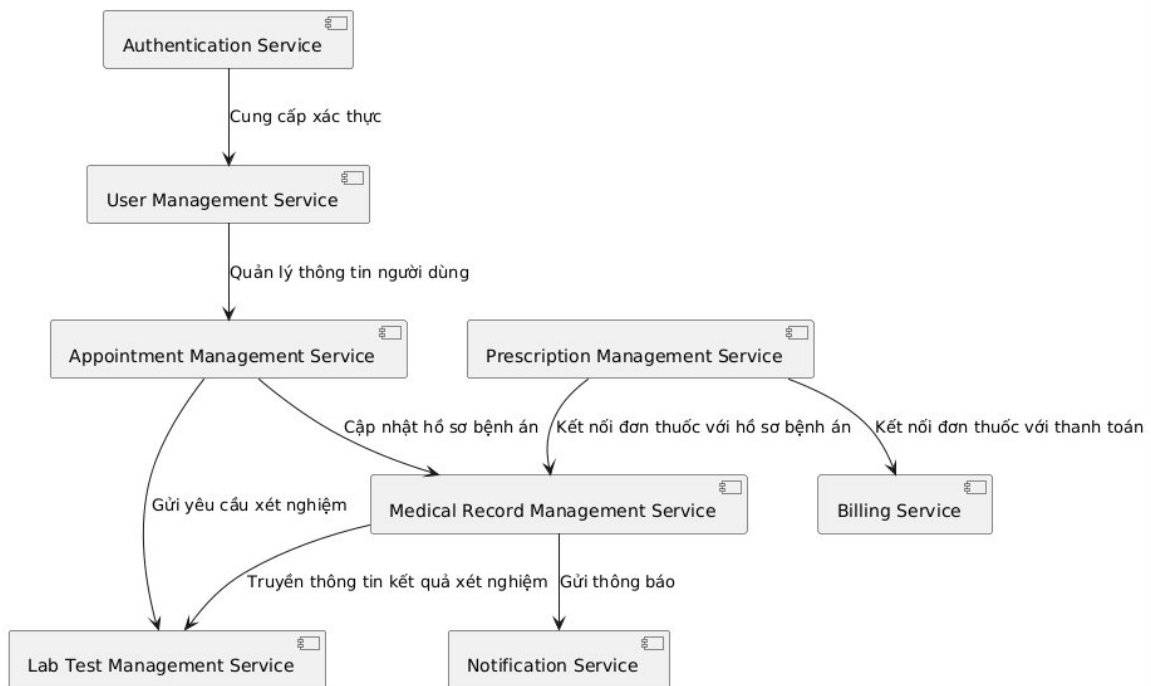 Authentication Service
Cung cấp xác thực
User Management Service
Quản lý thông tin người dùng
Appointment Management Service
Prescription Management Service
Cập nhật hồ sơ bệnh án
Kết nối đơn thuốc với hồ sơ bệnh án
Kết nối đơn thuốc với thanh toán
Gửi yêu cầu xét nghiệm
Medical Record Management Service
Billing Service
Truyền thông tin kết quả xét nghiệm
Gửi thông báo
Lab Test Management Service
Notification Service